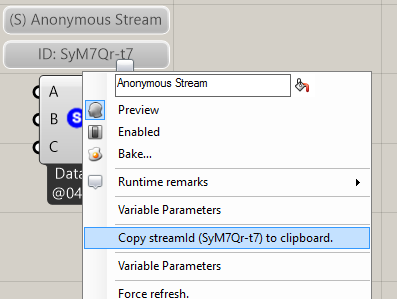 (S) Anonymous Stream
ID: SyM7Qr-t7
A
B
C
S
Data
@04
Anonymous Stream
Preview
Enabled
Bake...
Runtime remarks
Variable Parameters
Copy streamId (SyM7Qr-t7) to clipboard.
Variable Parameters
Force refresh.